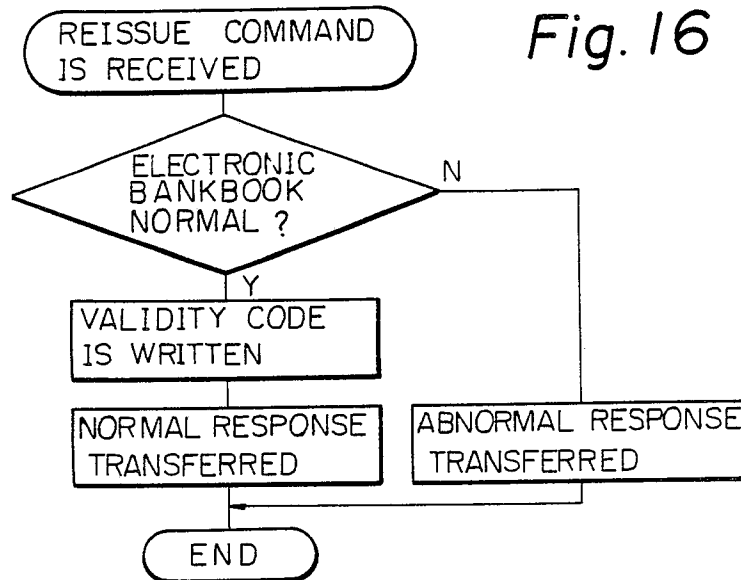 Fig. 16
REISSUE COMMAND
IS RECEIVED
ELECTRONIC
BANKBOOK
NORMAL ?
N
Y
VALIDITY CODE
IS WRITTEN
NORMAL RESPONSE
TRANSFERRED
ABNORMAL RESPONSE
TRANSFERRED
END